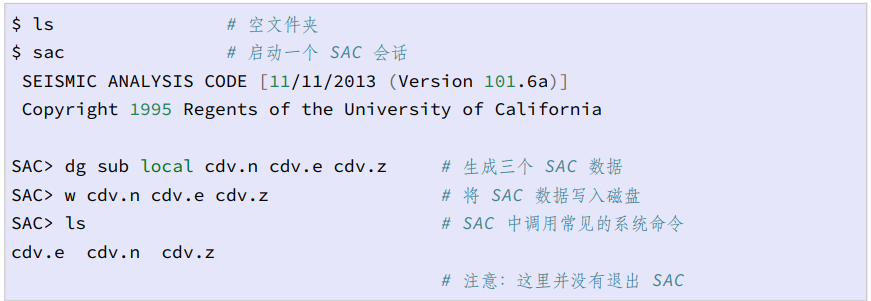 $ ls # 空文件夹
$ sac # 启动一个 SAC 会话
SEISMIC ANALYSIS CODE [11/11/2013 (Version 101.6a)]
Copyright 1995 Regents of the University of California
SAC> dg sub local cdv.n cdv.e cdv.z # 生成三个 SAC 数据
SAC> w cdv.n cdv.e cdv.z # 将 SAC 数据写入磁盘
SAC> ls # SAC 中调用常见的系统命令
cdv.e cdv.n cdv.z
# 注意：这里并没有退出 SAC